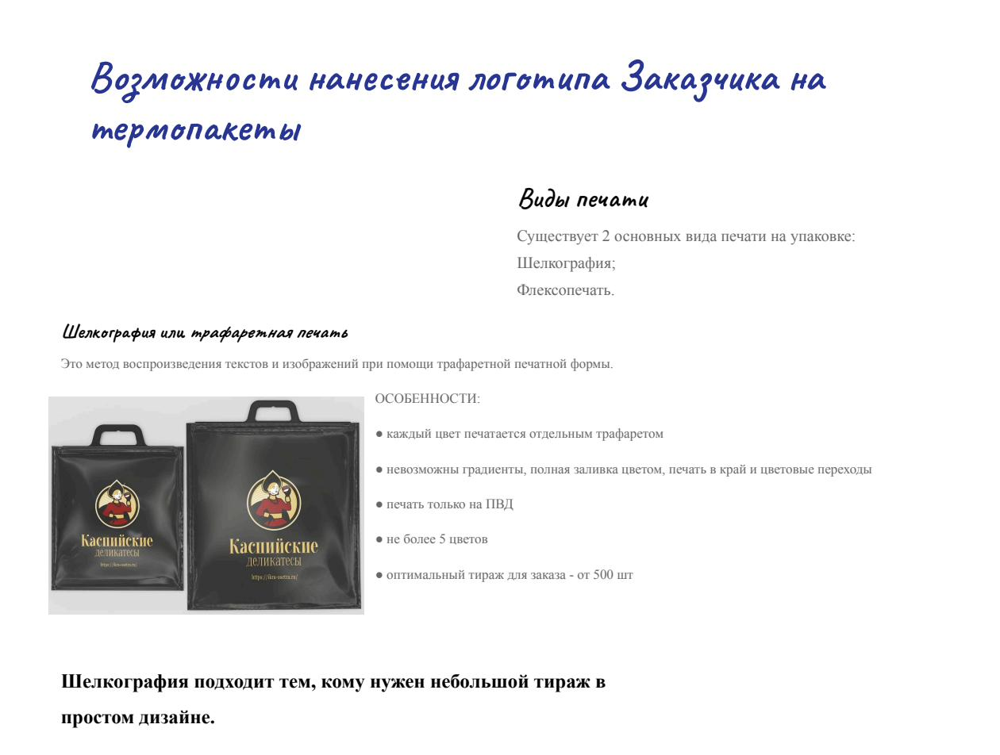 Возможности нанесения логотипа Заказчика на
термопакеты
Виды печати
Существует 2 основных вида печати на упаковке:
Шелкография;
Флексопечать.
Шелкография или трафаретная печать
Это метод воспроизведения текстов и изображений при помощи трафаретной печатной формы.
ОСОБЕННОСТИ:
● каждый цвет печатается отдельным трафаретом
● невозможны градиенты, полная заливка цветом, печать в край и цветовые переходы
● печать только на ПВД
● не более 5 цветов
● оптимальный тираж для заказа - от 500 шт
Каспийские
деликатесы
https://ikra-osetra.ru/
Каспийские
деликатесы
https://ikra-osetra.ru/
Шелкография подходит тем, кому нужен небольшой тираж в
простом дизайне.